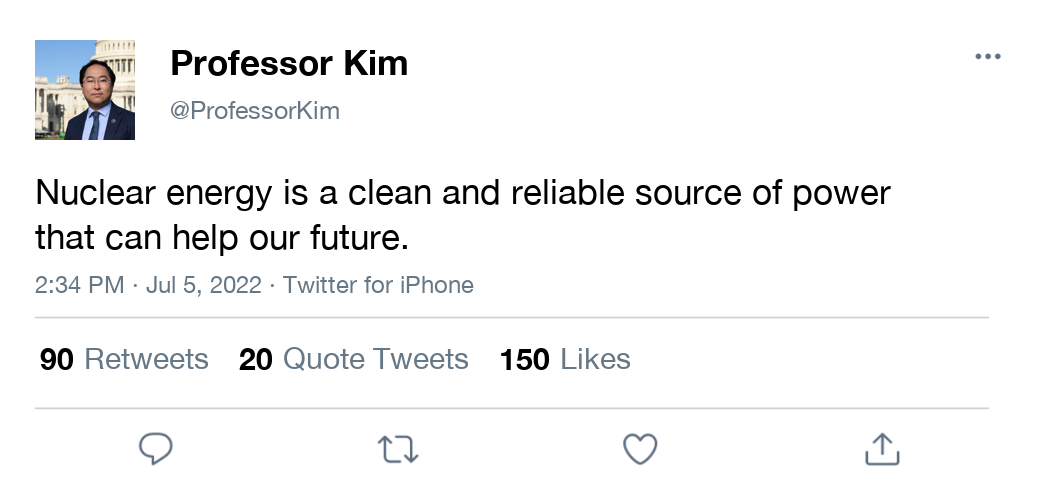 Professor Kim
@ProfessorKim
Nuclear energy is a clean and reliable source of power
that can help our future.
2:34 PM · Jul 5, 2022 · Twitter for iPhone
90 Retweets 20 Quote Tweets 150 Likes